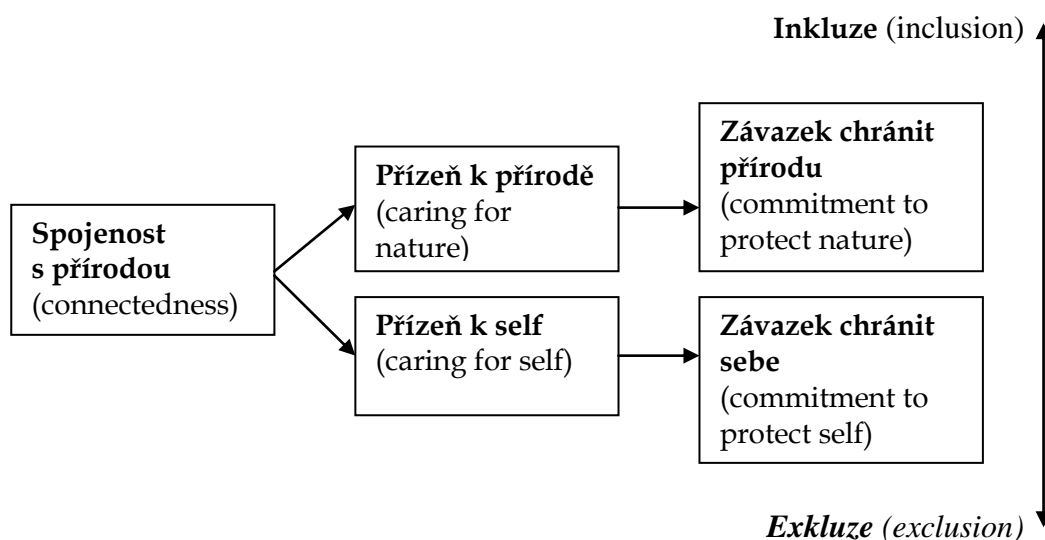 Inkluze (inclusion)
Závazek chránit
přírodu
(commitment to
protect nature)
Přízeň k přírodě
(caring for
nature)
Spojenost
s přírodou
(connectedness)
Přízeň k self
(caring for self)
Závazek chránit
sebe
(commitment to
protect self)
Exkluze (exclusion)